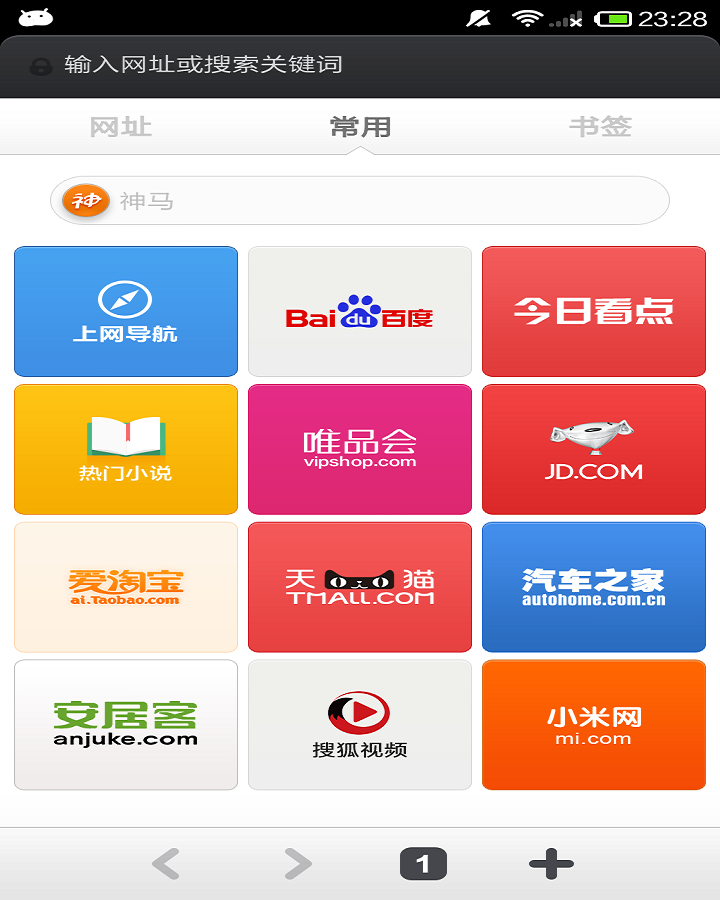 23:28
输入网址或搜索关键词
网址 常用 书签
神 神马
上网导航
Bai du 百度
今日看点
热门小说
唯品会
vipshop.com
JD.COM
爱淘宝
ai.Taobao.com
天猫
TMALL.COM
汽车之家
autohome.com.cn
安居客
anjuke.com
搜狐视频
小米网
mi.com
1